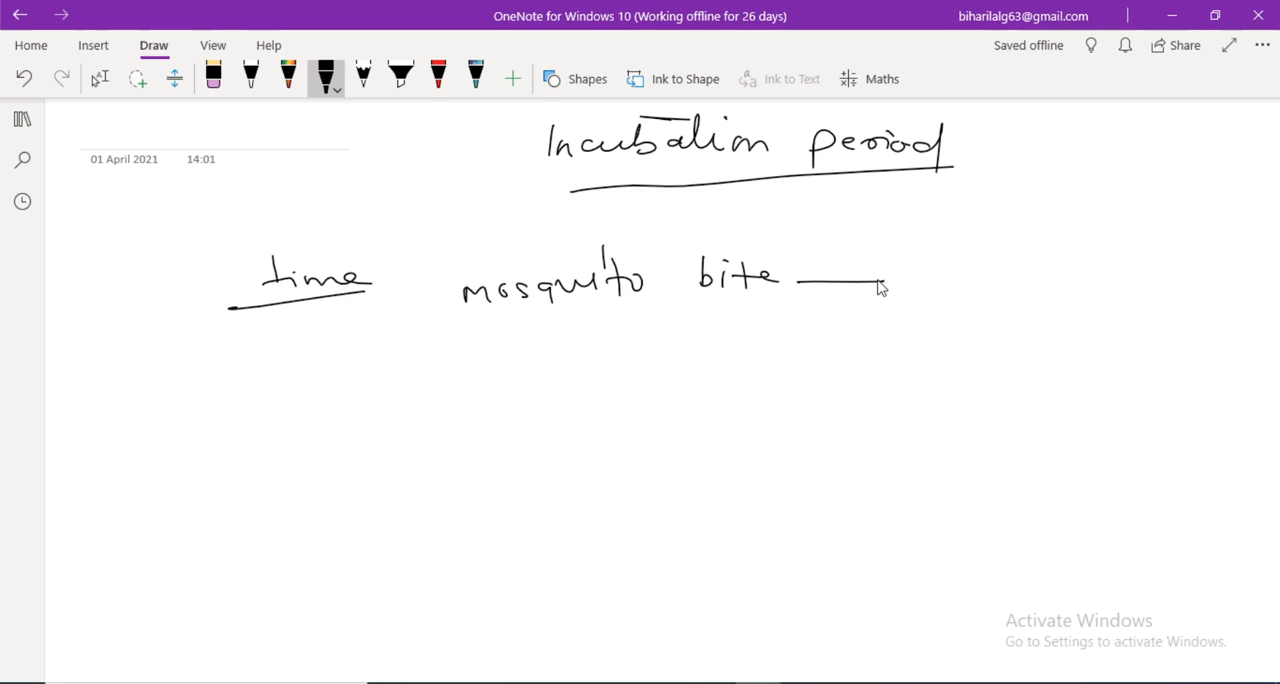 OneNote for Windows 10 (Working offline for 26 days) biharilalg63@gmail.com
Home Insert Draw View Help Saved offline Share
Shapes Ink to Shape Ink to Text Maths
Incubation period
01 April 2021 14:01
time mosquito bite
Activate Windows
Go to Settings to activate Windows.